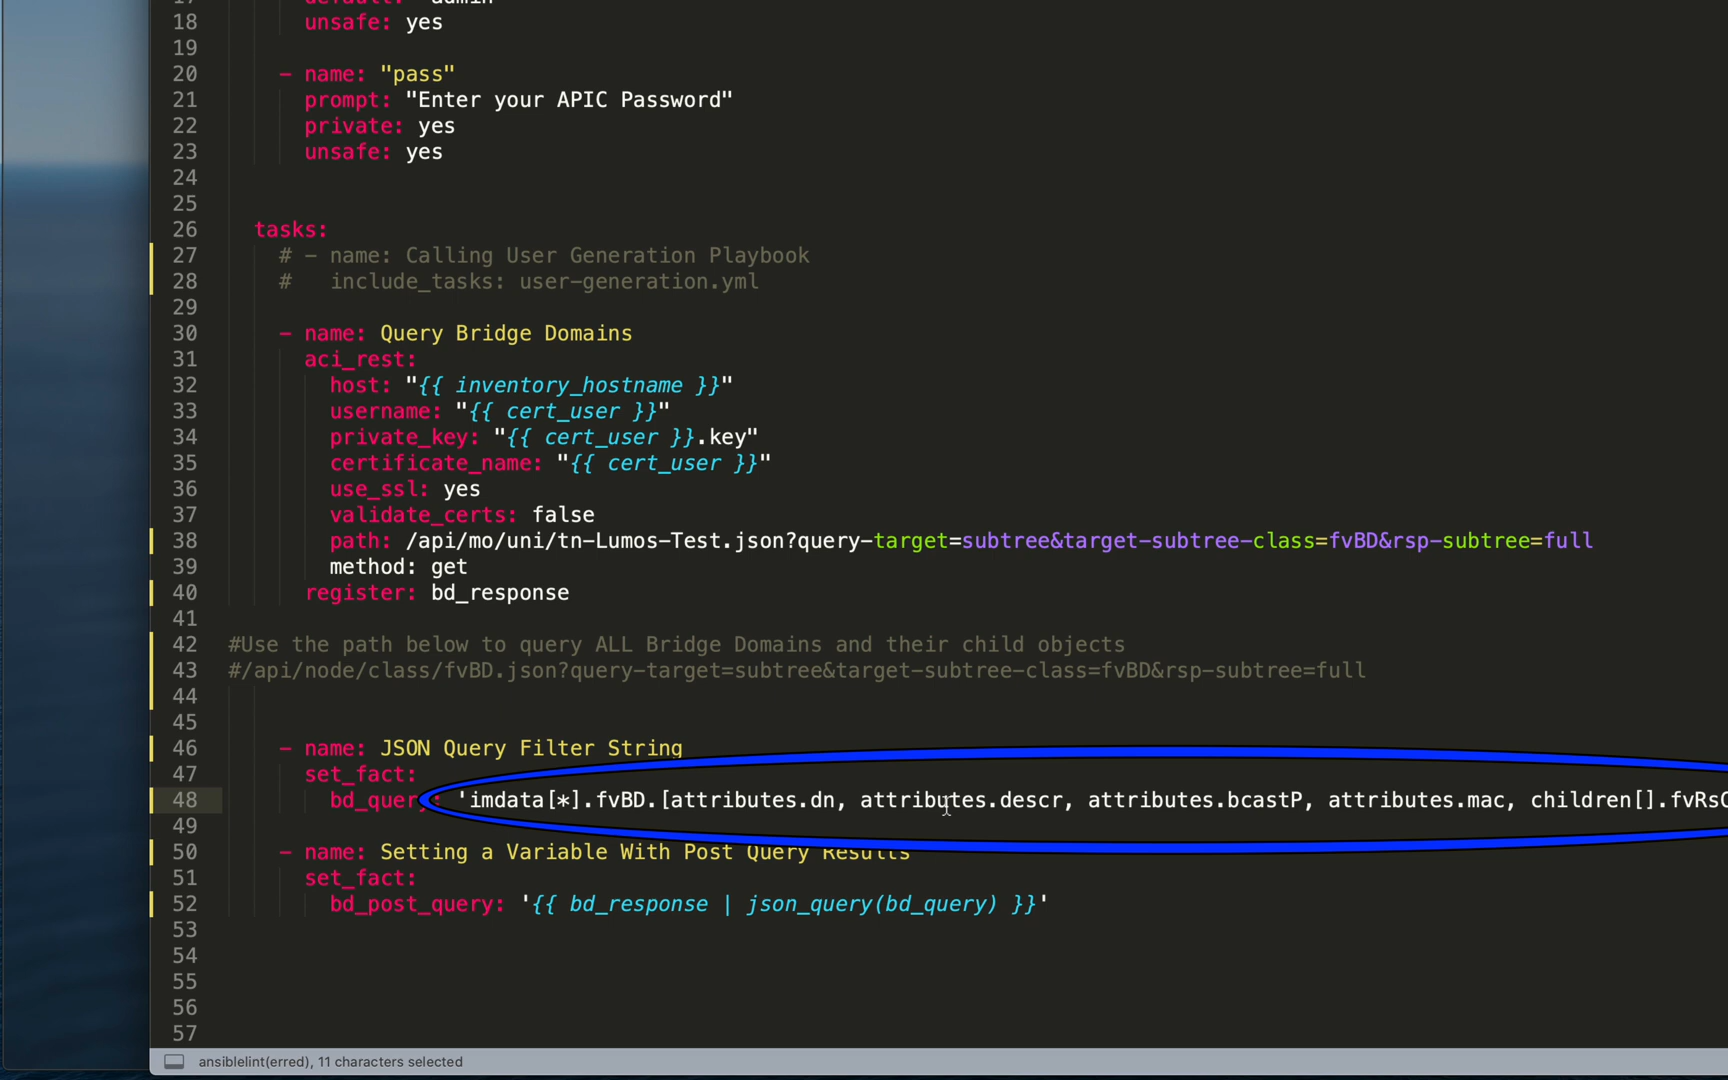 17 default: "admin"
18 unsafe: yes
19
20 - name: "pass"
21 prompt: "Enter your APIC Password"
22 private: yes
23 unsafe: yes
24
25
26 tasks:
27 # - name: Calling User Generation Playbook
28 #   include_tasks: user-generation.yml
29
30 - name: Query Bridge Domains
31 aci_rest:
32 host: "{{ inventory_hostname }}"
33 username: "{{ cert_user }}"
34 private_key: "{{ cert_user }}.key"
35 certificate_name: "{{ cert_user }}"
36 use_ssl: yes
37 validate_certs: false
38 path: /api/mo/uni/tn-Lumos-Test.json?query-target=subtree&target-subtree-class=fvBD&rsp-subtree=full
39 method: get
40 register: bd_response
41
42 #Use the path below to query ALL Bridge Domains and their child objects
43 #/api/node/class/fvBD.json?query-target=subtree&target-subtree-class=fvBD&rsp-subtree=full
44
45
46 - name: JSON Query Filter String
47 set_fact:
48 bd_query: 'imdata[*].fvBD.[attributes.dn, attributes.descr, attributes.bcastP, attributes.mac, children[].fvRsC
49
50 - name: Setting a Variable With Post Query Results
51 set_fact:
52 bd_post_query: '{{ bd_response | json_query(bd_query) }}'
53
54
55
56
57
ansiblelint(erred), 11 characters selected